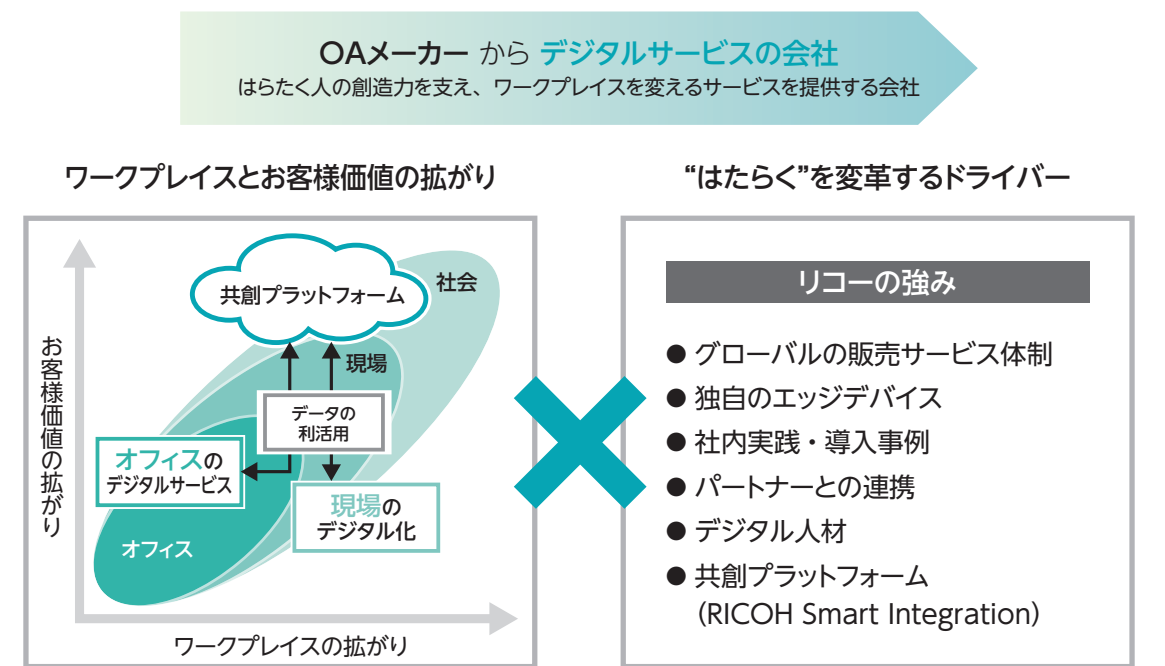 OAメーカー から デジタルサービスの会社
はらたく人の創造力を支え、ワークプレイスを変えるサービスを提供する会社
ワークプレイスとお客様価値の拡がり
お客様価値の拡がり
共創プラットフォーム
社会
現場
データの
利活用
オフィスの
デジタルサービス
現場の
デジタル化
オフィス
ワークプレイスの拡がり
“はたらく”を変革するドライバー
リコーの強み
● グローバルの販売サービス体制
● 独自のエッジデバイス
● 社内実践・導入事例
● パートナーとの連携
● デジタル人材
● 共創プラットフォーム
(RICOH Smart Integration)